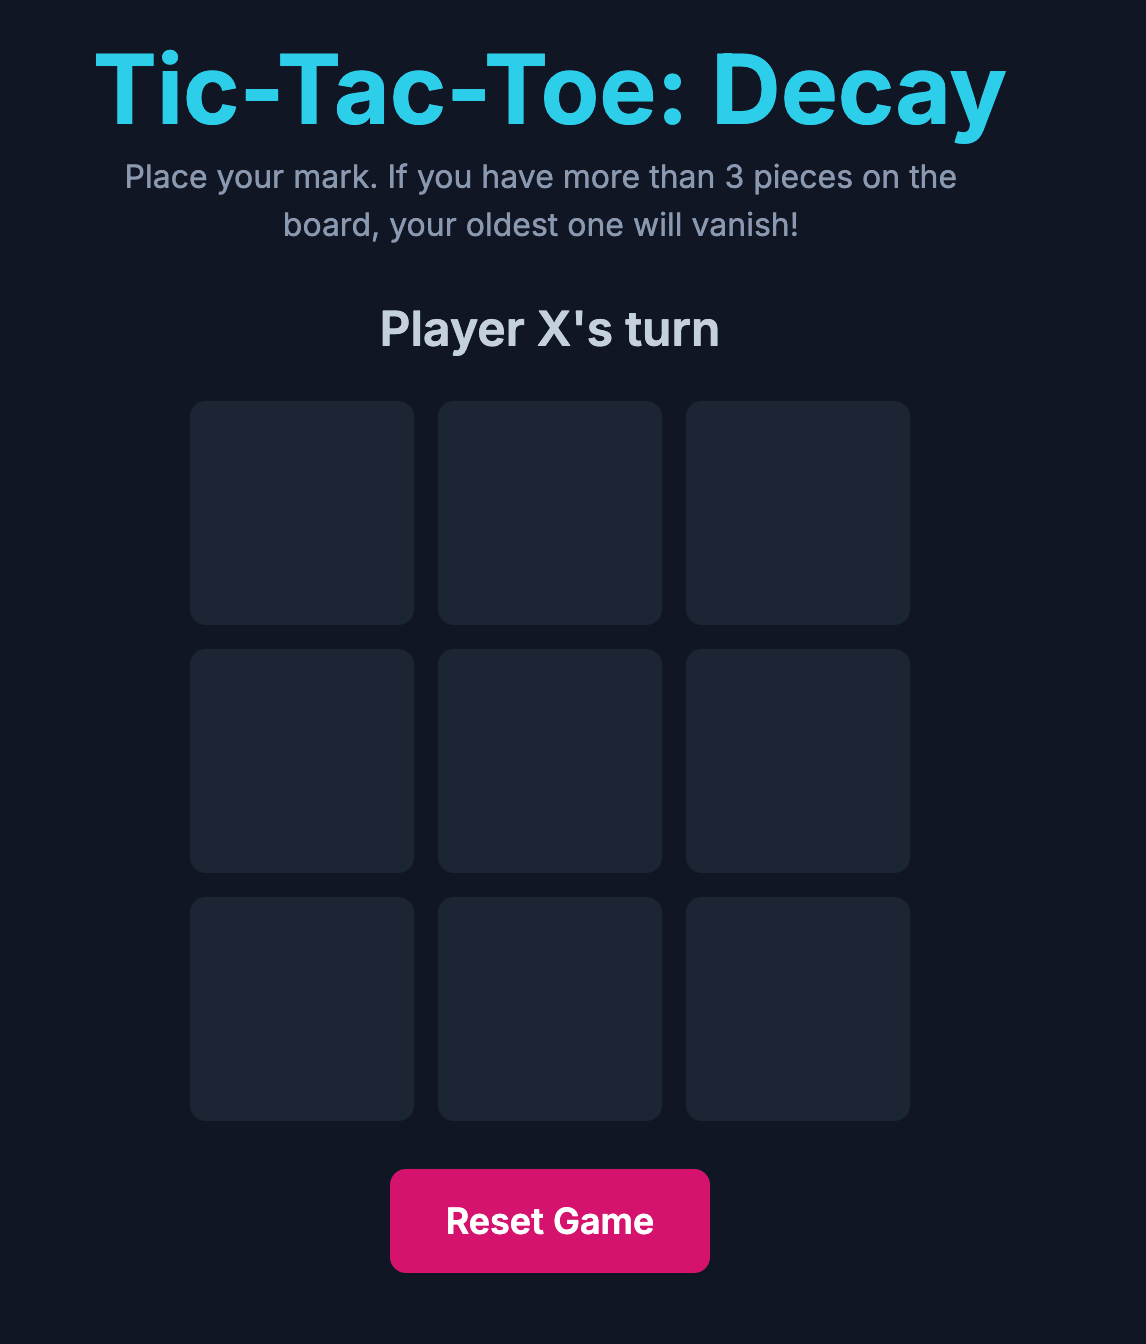 Tic-Tac-Toe: Decay
Place your mark. If you have more than 3 pieces on the
board, your oldest one will vanish!
Player X's turn
Reset Game